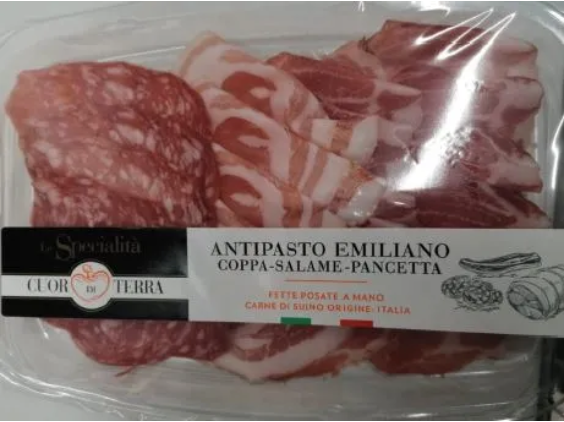 Le Specialità
CUOR DI TERRA
ANTIPASTO EMILIANO
COPPA-SALAME-PANCETTA
FETTE POSATE A MANO
CARNE DI SUINO ORIGINE: ITALIA